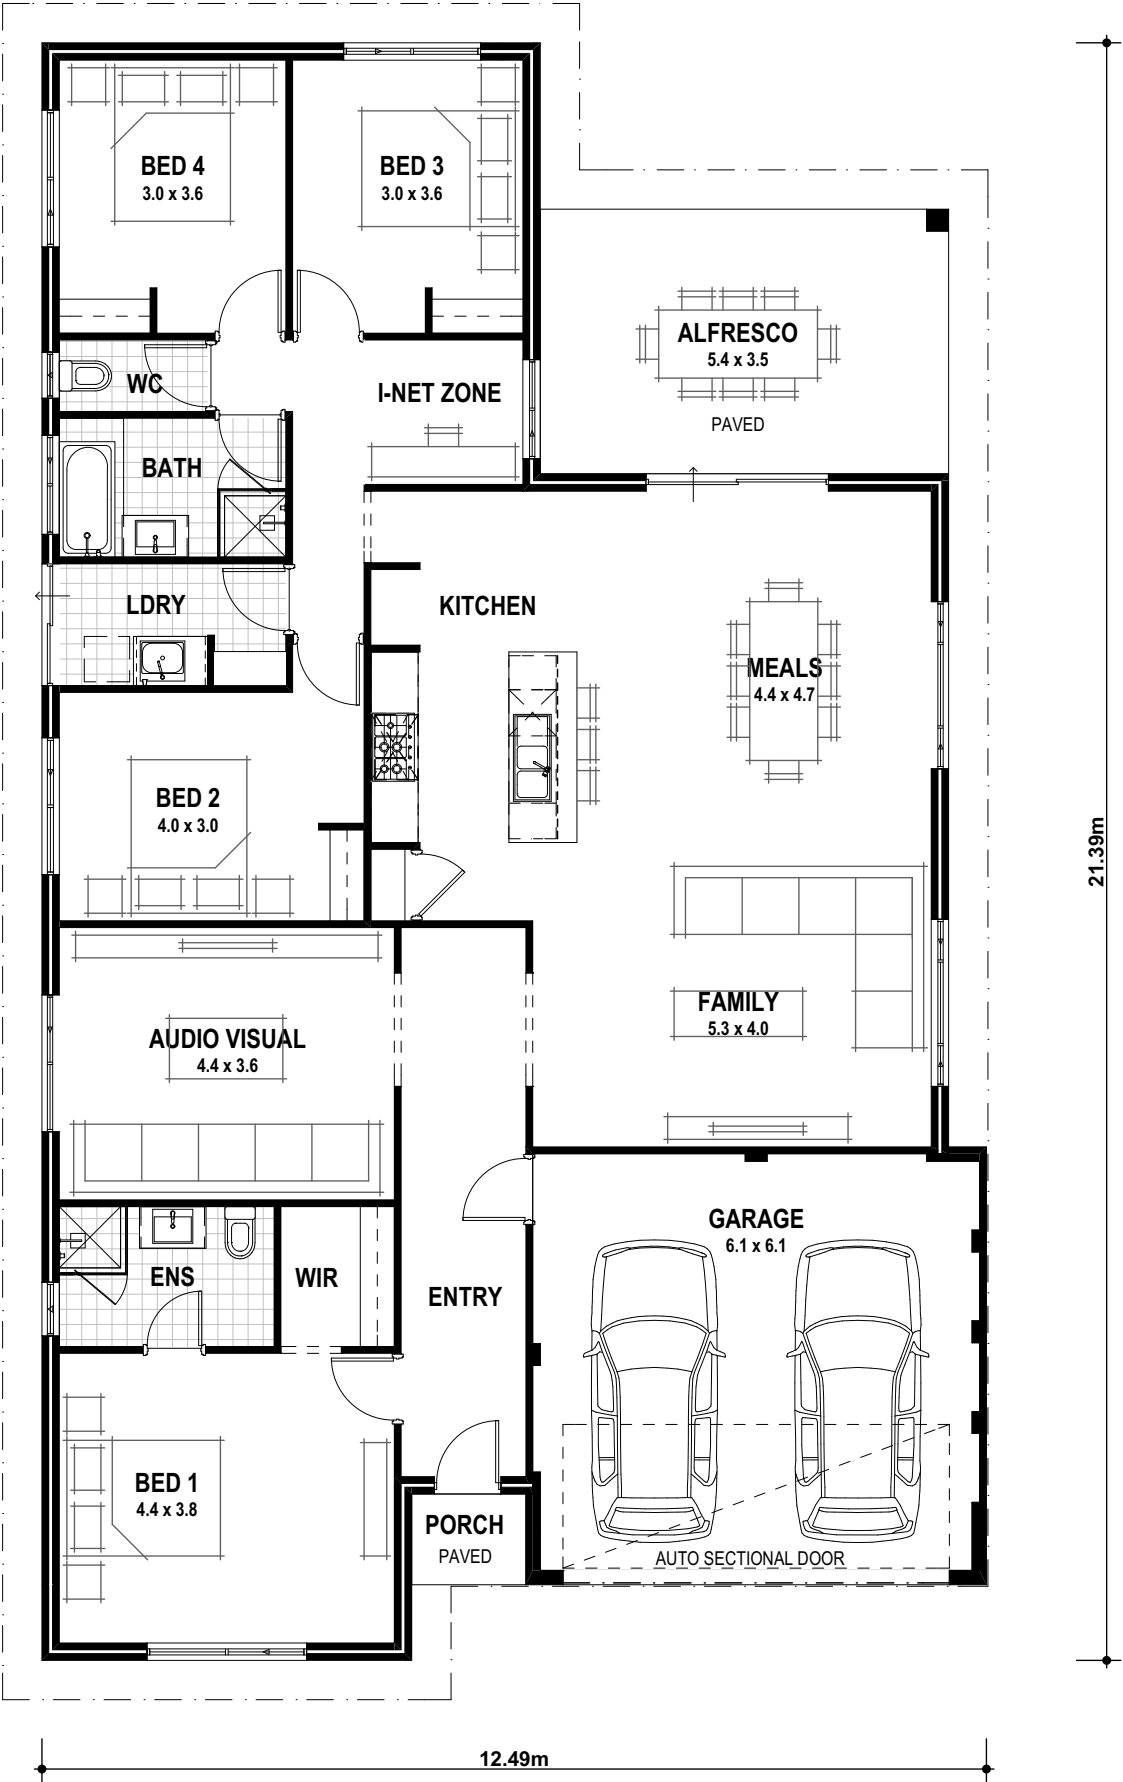 BED 4
3.0 x 3.6
BED 3
3.0 x 3.6
ALFRESCO
5.4 x 3.5
PAVED
WC
I-NET ZONE
BATH
LDRY
KITCHEN
MEALS
4.4 x 4.7
BED 2
4.0 x 3.0
21.39m
FAMILY
5.3 x 4.0
AUDIO VISUAL
4.4 x 3.6
GARAGE
6.1 x 6.1
ENS
WIR
ENTRY
BED 1
4.4 x 3.8
PORCH
PAVED
AUTO SECTIONAL DOOR
12.49m